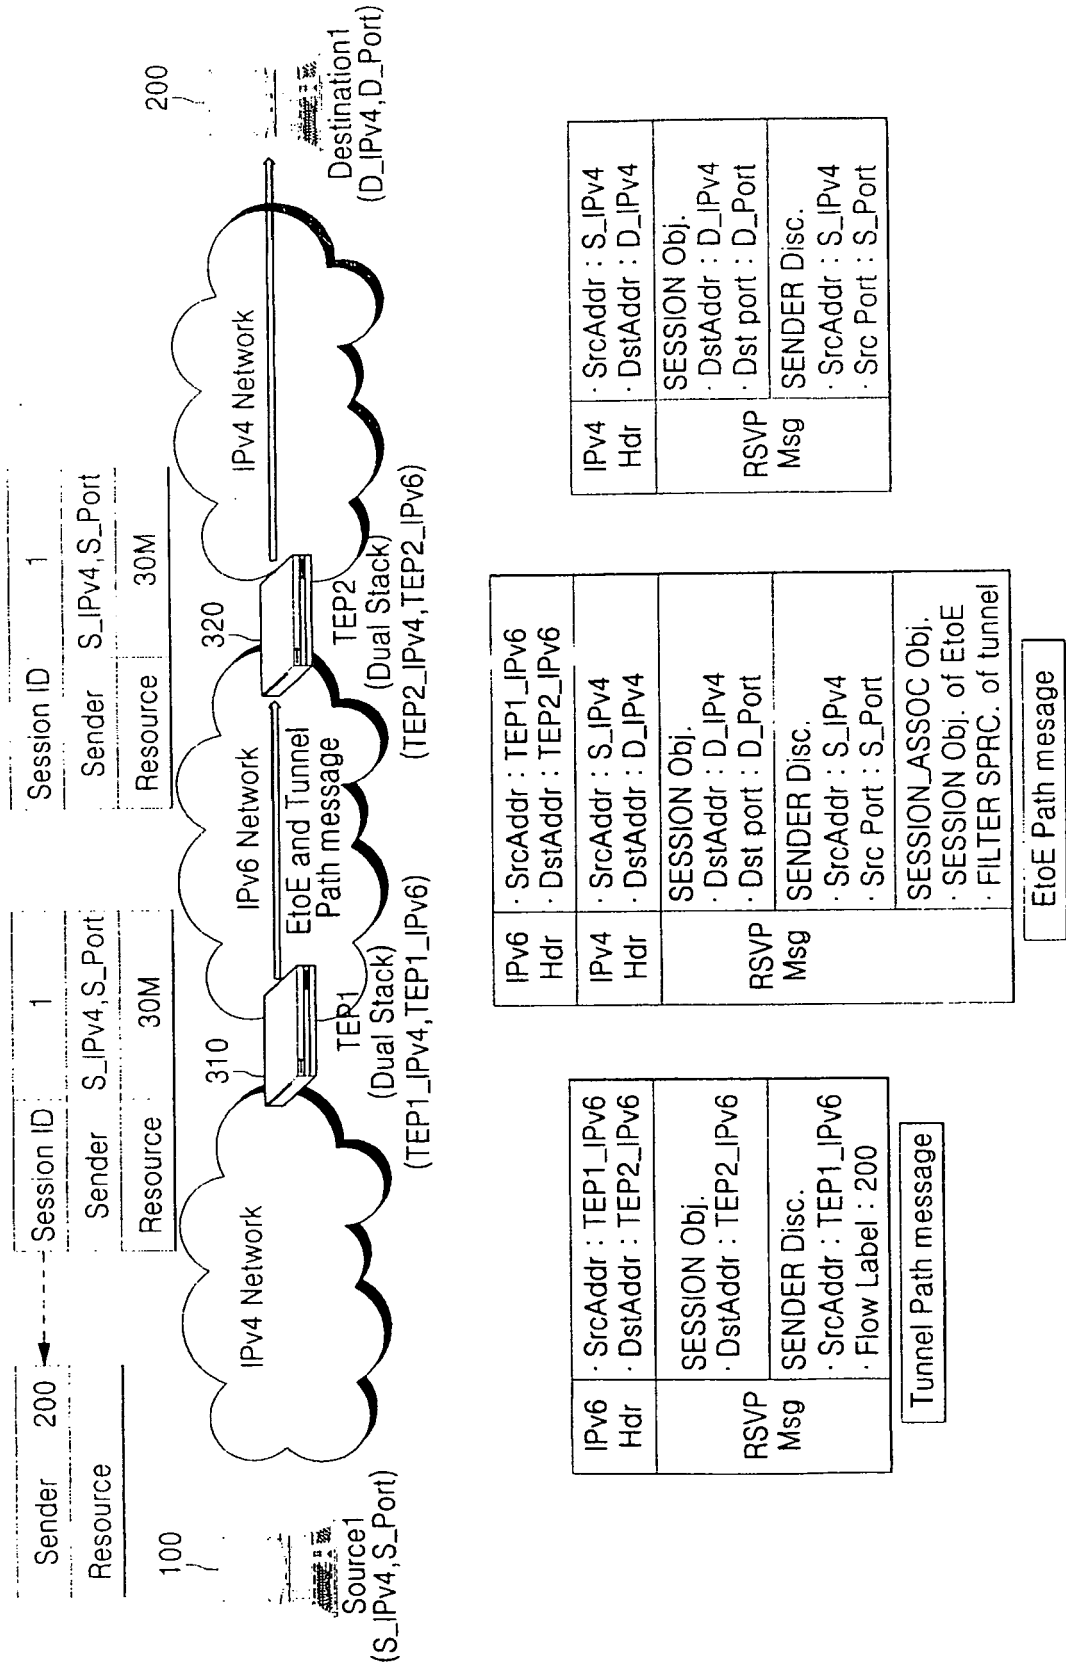 Sender 200
Resource
Session ID 1
Sender S_IPv4,S_Port
Resource 30M
Session ID 1
Sender S_IPv4,S_Port
Resource 30M
100
Source1
(S_IPv4,S_Port)
IPv4 Network
310
TEP1
(Dual Stack)
(TEP1_IPv4,TEP1_IPv6)
IPv6 Network
EtoE and Tunnel
Path message
320
TEP2
(Dual Stack)
(TEP2_IPv4,TEP2_IPv6)
IPv4 Network
200
Destination1
(D_IPv4,D_Port)
IPv6 Hdr
· SrcAddr : TEP1_IPv6
· DstAddr : TEP2_IPv6
RSVP Msg
SESSION Obj.
· DstAddr : TEP2_IPv6
SENDER Disc.
· SrcAddr : TEP1_IPv6
· Flow Label : 200
Tunnel Path message
IPv6 Hdr
· SrcAddr : TEP1_IPv6
· DstAddr : TEP2_IPv6
IPv4 Hdr
· SrcAddr : S_IPv4
· DstAddr : D_IPv4
RSVP Msg
SESSION Obj.
· DstAddr : D_IPv4
· Dst port : D_Port
SENDER Disc.
· SrcAddr : S_IPv4
· Src Port : S_Port
SESSION_ASSOC Obj.
· SESSION Obj. of EtoE
· FILTER SPRC. of tunnel
EtoE Path mesage
IPv4 Hdr
· SrcAddr : S_IPv4
· DstAddr : D_IPv4
RSVP Msg
SESSION Obj.
· DstAddr : D_IPv4
· Dst port : D_Port
SENDER Disc.
· SrcAddr : S_IPv4
· Src Port : S_Port